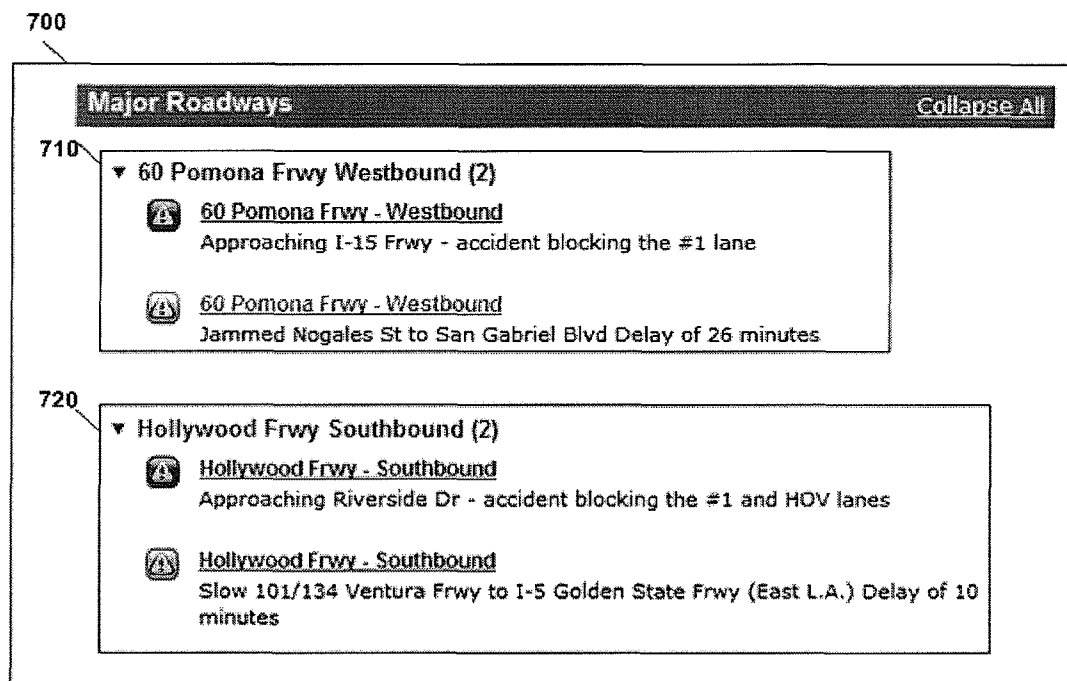 700
Major Roadways Collapse All
710
▼ 60 Pomona Frwy Westbound (2)
60 Pomona Frwy - Westbound
Approaching I-15 Frwy - accident blocking the #1 lane
60 Pomona Frwy - Westbound
Jammed Nogales St to San Gabriel Blvd Delay of 26 minutes
720
▼ Hollywood Frwy Southbound (2)
Hollywood Frwy - Southbound
Approaching Riverside Dr - accident blocking the #1 and HOV lanes
Hollywood Frwy - Southbound
Slow 101/134 Ventura Frwy to I-5 Golden State Frwy (East L.A.) Delay of 10
minutes